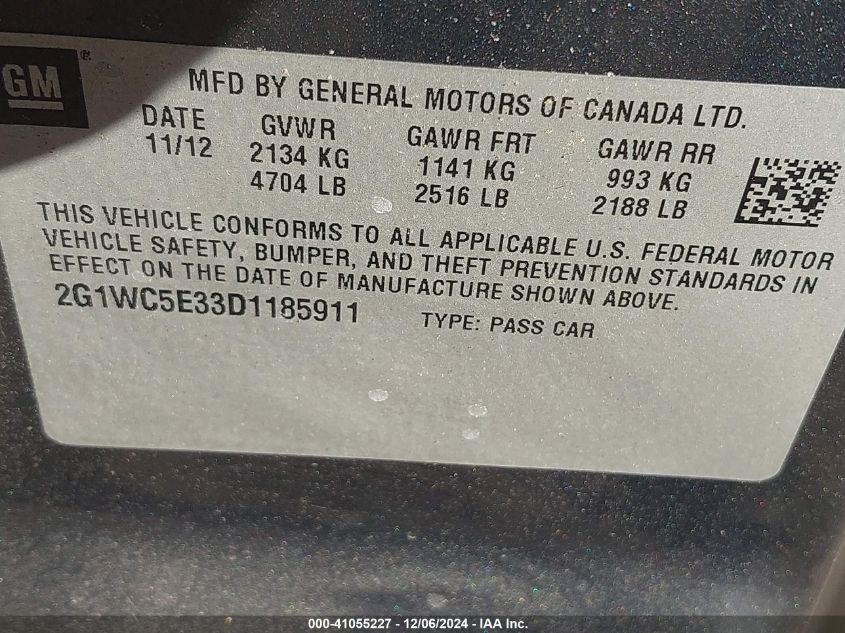 GM ®
MFD BY GENERAL MOTORS OF CANADA LTD.
DATE GVWR GAWR FRT GAWR RR
11/12 2134 KG 1141 KG 993 KG
4704 LB 2516 LB 2188 LB
THIS VEHICLE CONFORMS TO ALL APPLICABLE U.S. FEDERAL MOTOR
VEHICLE SAFETY, BUMPER, AND THEFT PREVENTION STANDARDS IN
EFFECT ON THE DATE OF MANUFACTURE SHOWN ABOVE.
2G1WC5E33D1185911 TYPE: PASS CAR
000-41055227 - 12/06/2024 - IAA Inc.